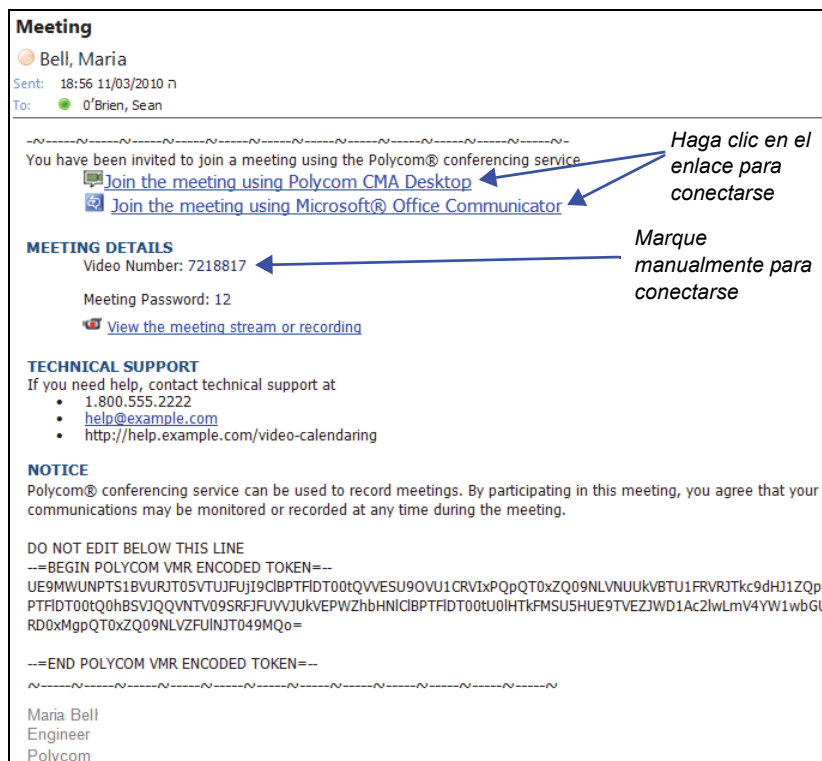 Meeting
Bell, Maria
Sent: 18:56 11/03/2010 ה
To: O'Brien, Sean
-~-----~-----~-----~-----~-----~-----~-----~-----~-----~-----~-----~-
You have been invited to join a meeting using the Polycom® conferencing service
Join the meeting using Polycom CMA Desktop
Join the meeting using Microsoft® Office Communicator
Haga clic en el
enlace para
conectarse
MEETING DETAILS
Video Number: 7218817
Marque
manualmente para
conectarse
Meeting Password: 12
View the meeting stream or recording
TECHNICAL SUPPORT
If you need help, contact technical support at
• 1.800.555.2222
• help@example.com
• http://help.example.com/video-calendaring
NOTICE
Polycom® conferencing service can be used to record meetings. By participating in this meeting, you agree that your
communications may be monitored or recorded at any time during the meeting.
DO NOT EDIT BELOW THIS LINE
--=BEGIN POLYCOM VMR ENCODED TOKEN=--
--=END POLYCOM VMR ENCODED TOKEN=--
~-----~-----~-----~-----~-----~-----~-----~-----~-----~-----~-----~
Maria Bell
Engineer
Polycom